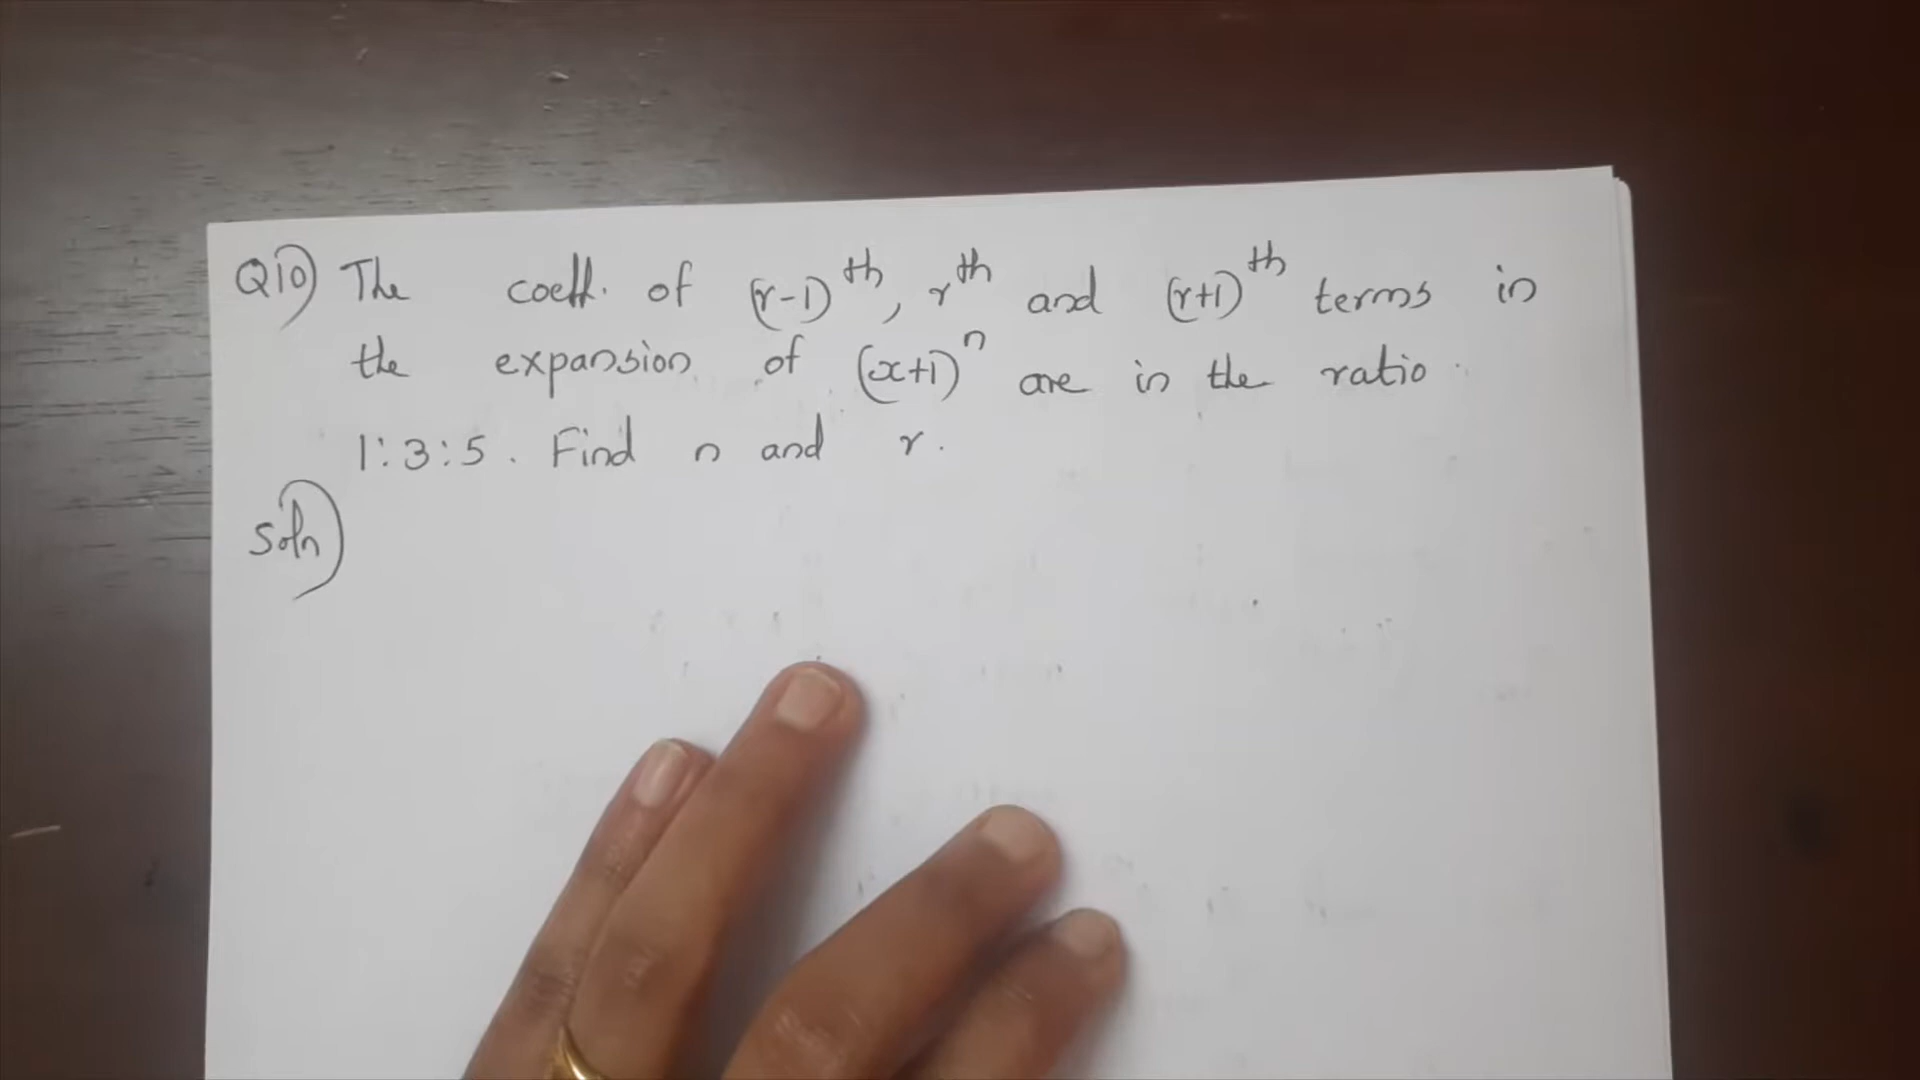 Q10) The coeff. of (r-1)th, rth and (r+1)th terms in
the expansion of (x+1)n are in the ratio
1:3:5. Find n and r.
Soln)